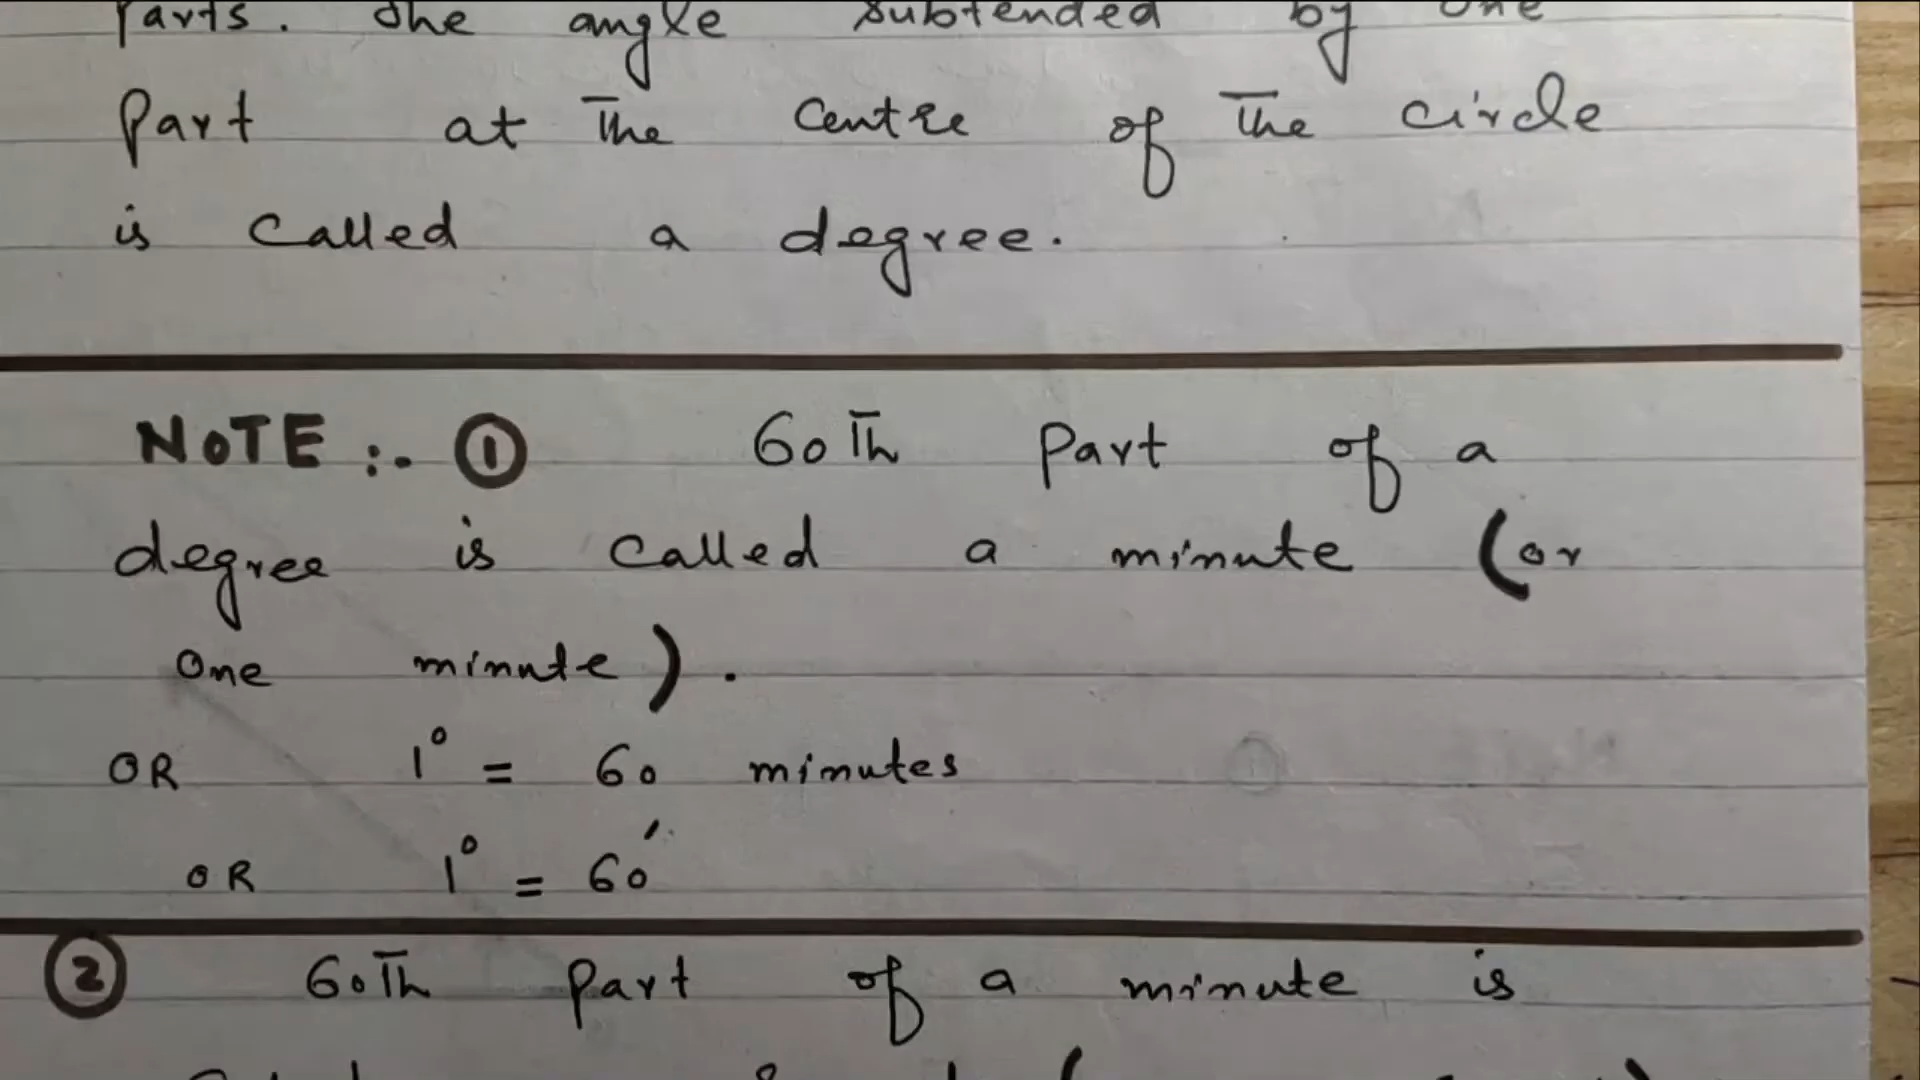 Parts. The angle subtended by one
Part at The Centre of The circle
is Called a degree.
NOTE :- ① 60Th Part of a
degree is Called a minute (or
One minute).
OR 1° = 60 minutes
OR 1° = 60′
② 60Th Part of a minute is